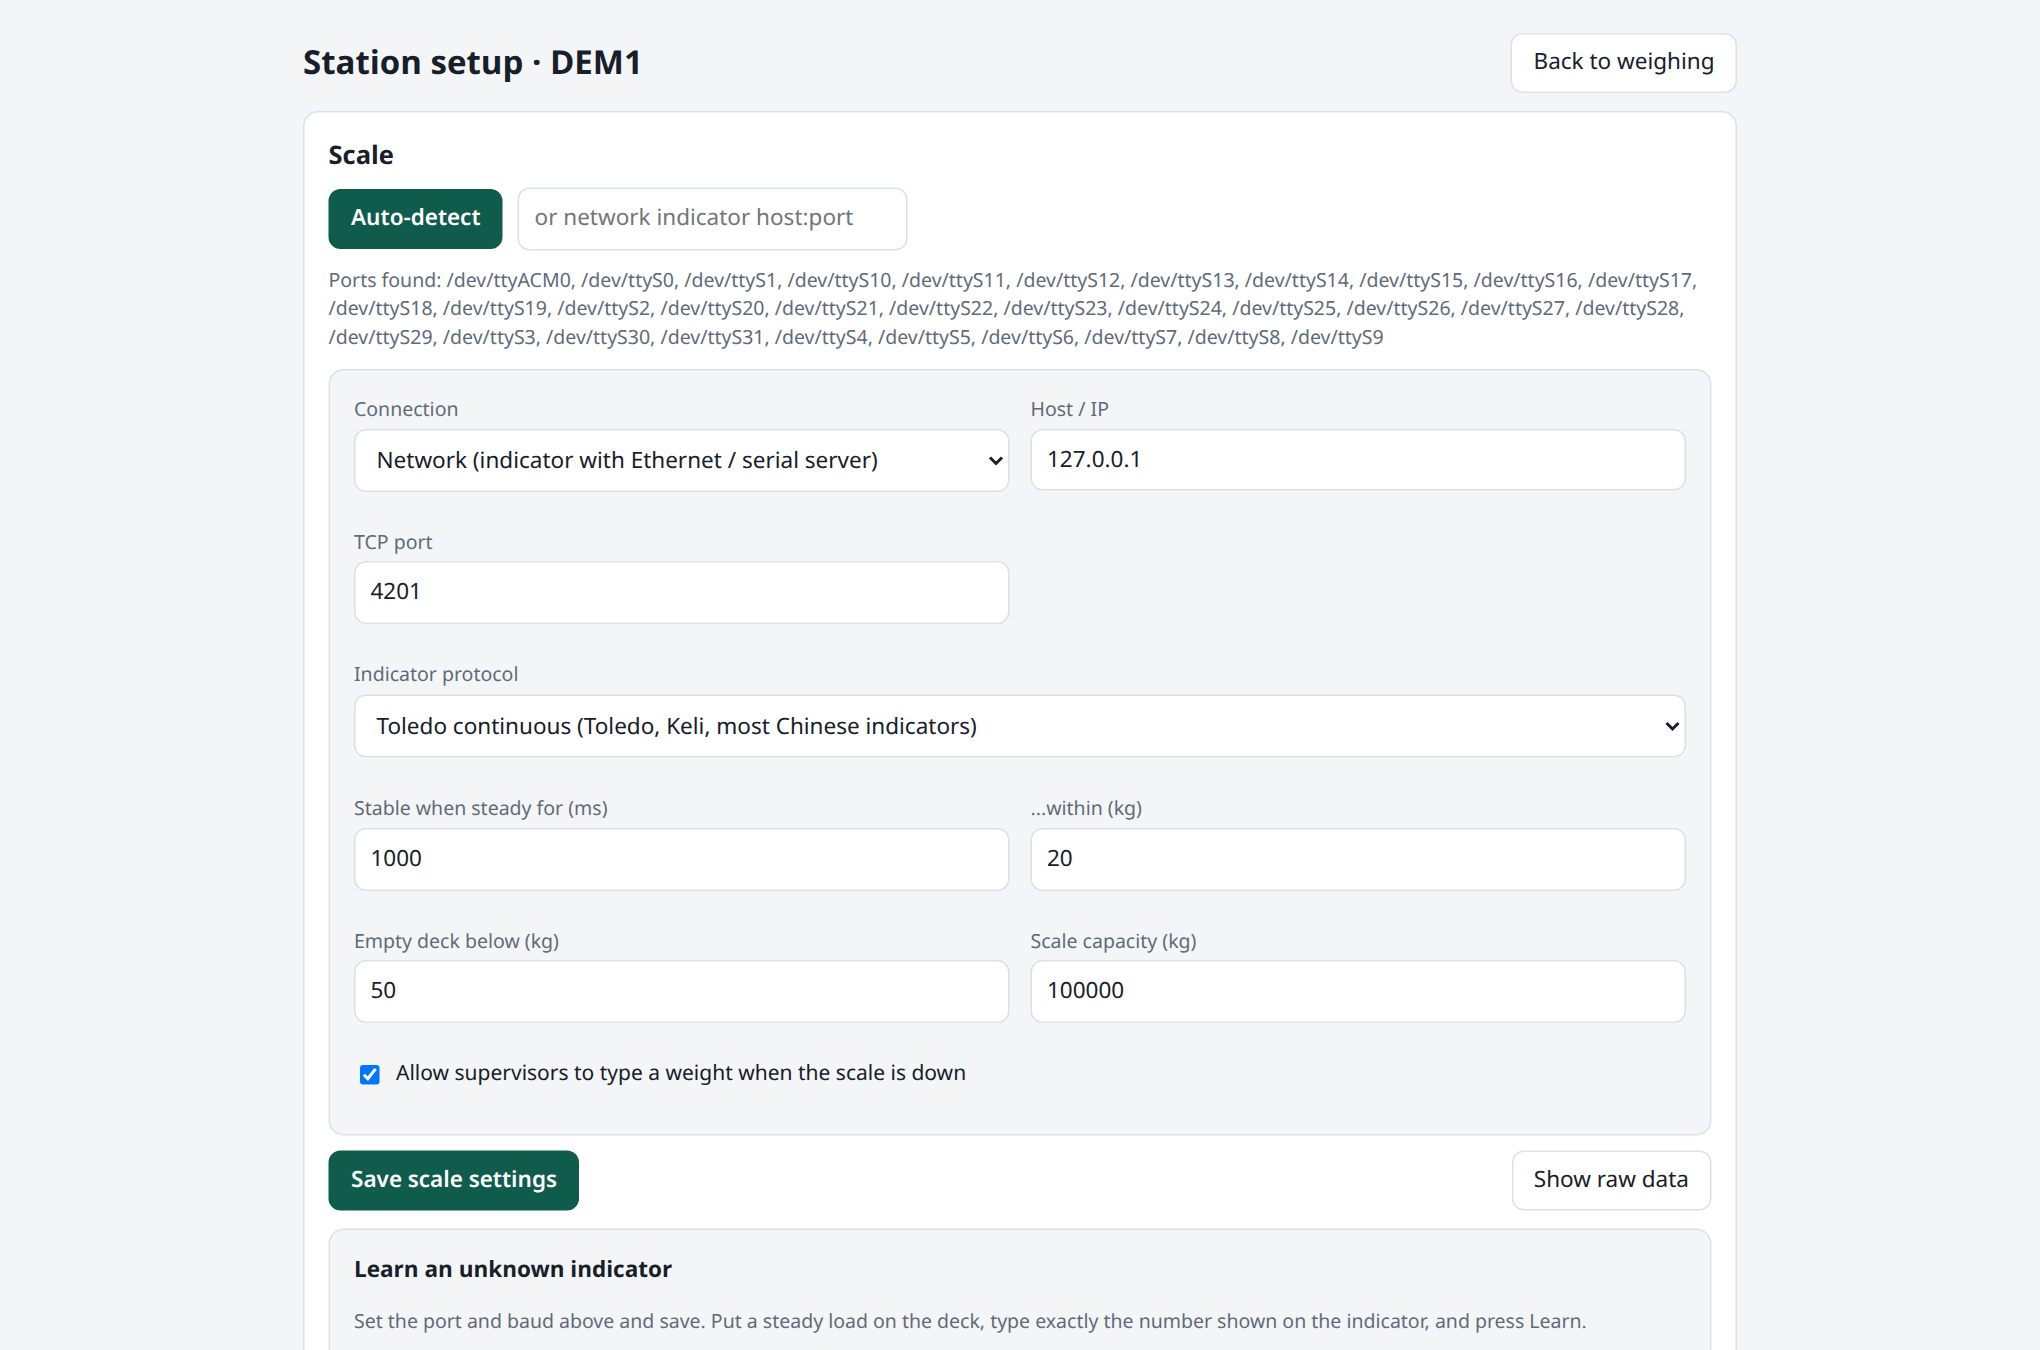 Station setup · DEM1
Back to weighing
Scale
Auto-detect
or network indicator host:port
Ports found: /dev/ttyACM0, /dev/ttyS0, /dev/ttyS1, /dev/ttyS10, /dev/ttyS11, /dev/ttyS12, /dev/ttyS13, /dev/ttyS14, /dev/ttyS15, /dev/ttyS16, /dev/ttyS17,
/dev/ttyS18, /dev/ttyS19, /dev/ttyS2, /dev/ttyS20, /dev/ttyS21, /dev/ttyS22, /dev/ttyS23, /dev/ttyS24, /dev/ttyS25, /dev/ttyS26, /dev/ttyS27, /dev/ttyS28,
/dev/ttyS29, /dev/ttyS3, /dev/ttyS30, /dev/ttyS31, /dev/ttyS4, /dev/ttyS5, /dev/ttyS6, /dev/ttyS7, /dev/ttyS8, /dev/ttyS9
Connection
Network (indicator with Ethernet / serial server)
Host / IP
127.0.0.1
TCP port
4201
Indicator protocol
Toledo continuous (Toledo, Keli, most Chinese indicators)
Stable when steady for (ms)
1000
...within (kg)
20
Empty deck below (kg)
50
Scale capacity (kg)
100000
Allow supervisors to type a weight when the scale is down
Save scale settings
Show raw data
Learn an unknown indicator
Set the port and baud above and save. Put a steady load on the deck, type exactly the number shown on the indicator, and press Learn.